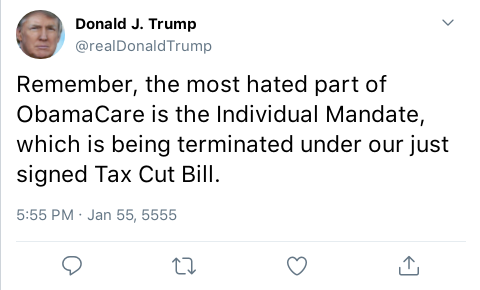 Donald J. Trump
@realDonaldTrump
Remember, the most hated part of
ObamaCare is the Individual Mandate,
which is being terminated under our just
signed Tax Cut Bill.
5:55 PM · Jan 55, 5555